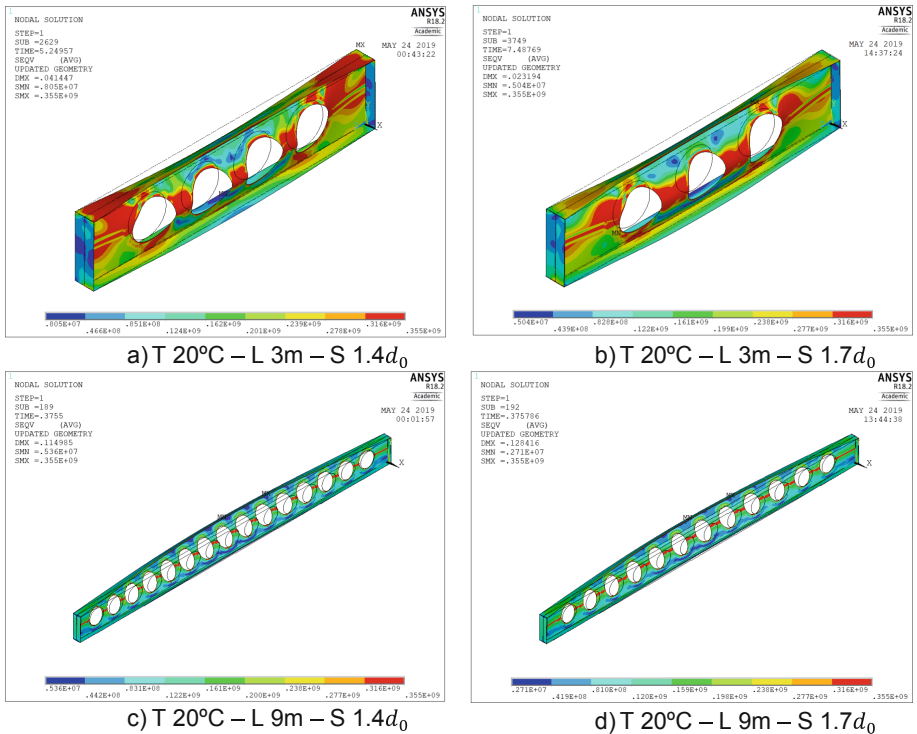 1
NODAL SOLUTION
STEP=1
SUB =2629
TIME=5.24957
SEQV (AVG)
UPDATED GEOMETRY
DMX =.041447
SMN =.805E+07
SMX =.355E+09
ANSYS
R18.2
Academic
MAY 24 2019
00:43:22
MX
X
MN
.805E+07 .851E+08 .162E+09 .239E+09 .316E+09
.466E+08 .124E+09 .201E+09 .278E+09 .355E+09
a) T 20ºC – L 3m – S 1.4d₀
1
NODAL SOLUTION
STEP=1
SUB =3749
TIME=7.48769
SEQV (AVG)
UPDATED GEOMETRY
DMX =.023194
SMN =.504E+07
SMX =.355E+09
ANSYS
R18.2
Academic
MAY 24 2019
14:37:24
X
MN
.504E+07 .828E+08 .161E+09 .238E+09 .316E+09
.439E+08 .122E+09 .199E+09 .277E+09 .355E+09
b) T 20ºC – L 3m – S 1.7d₀
1
NODAL SOLUTION
STEP=1
SUB =189
TIME=.3755
SEQV (AVG)
UPDATED GEOMETRY
DMX =.114985
SMN =.536E+07
SMX =.355E+09
ANSYS
R18.2
Academic
MAY 24 2019
00:01:57
X
.536E+07 .831E+08 .161E+09 .239E+09 .316E+09
.442E+08 .122E+09 .200E+09 .277E+09 .355E+09
c) T 20ºC – L 9m – S 1.4d₀
1
NODAL SOLUTION
STEP=1
SUB =192
TIME=.375786
SEQV (AVG)
UPDATED GEOMETRY
DMX =.128416
SMN =.271E+07
SMX =.355E+09
ANSYS
R18.2
Academic
MAY 24 2019
13:44:38
X
.271E+07 .810E+08 .159E+09 .238E+09 .316E+09
.419E+08 .120E+09 .199E+09 .277E+09 .355E+09
d) T 20ºC – L 9m – S 1.7d₀